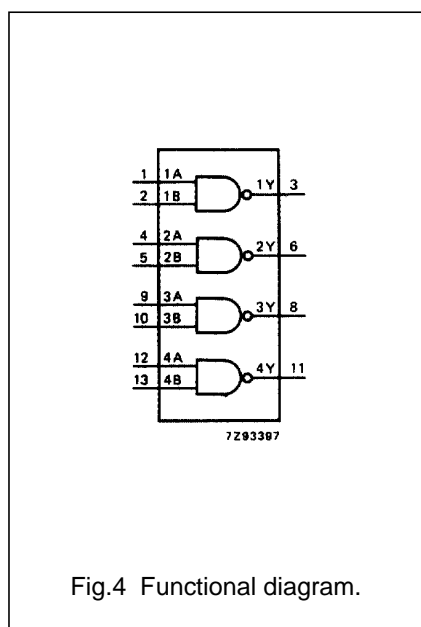 1 1A 1Y 3
2 1B
4 2A 2Y 6
5 2B
9 3A 3Y 8
10 3B
12 4A 4Y 11
13 4B
7Z93397
Fig.4 Functional diagram.